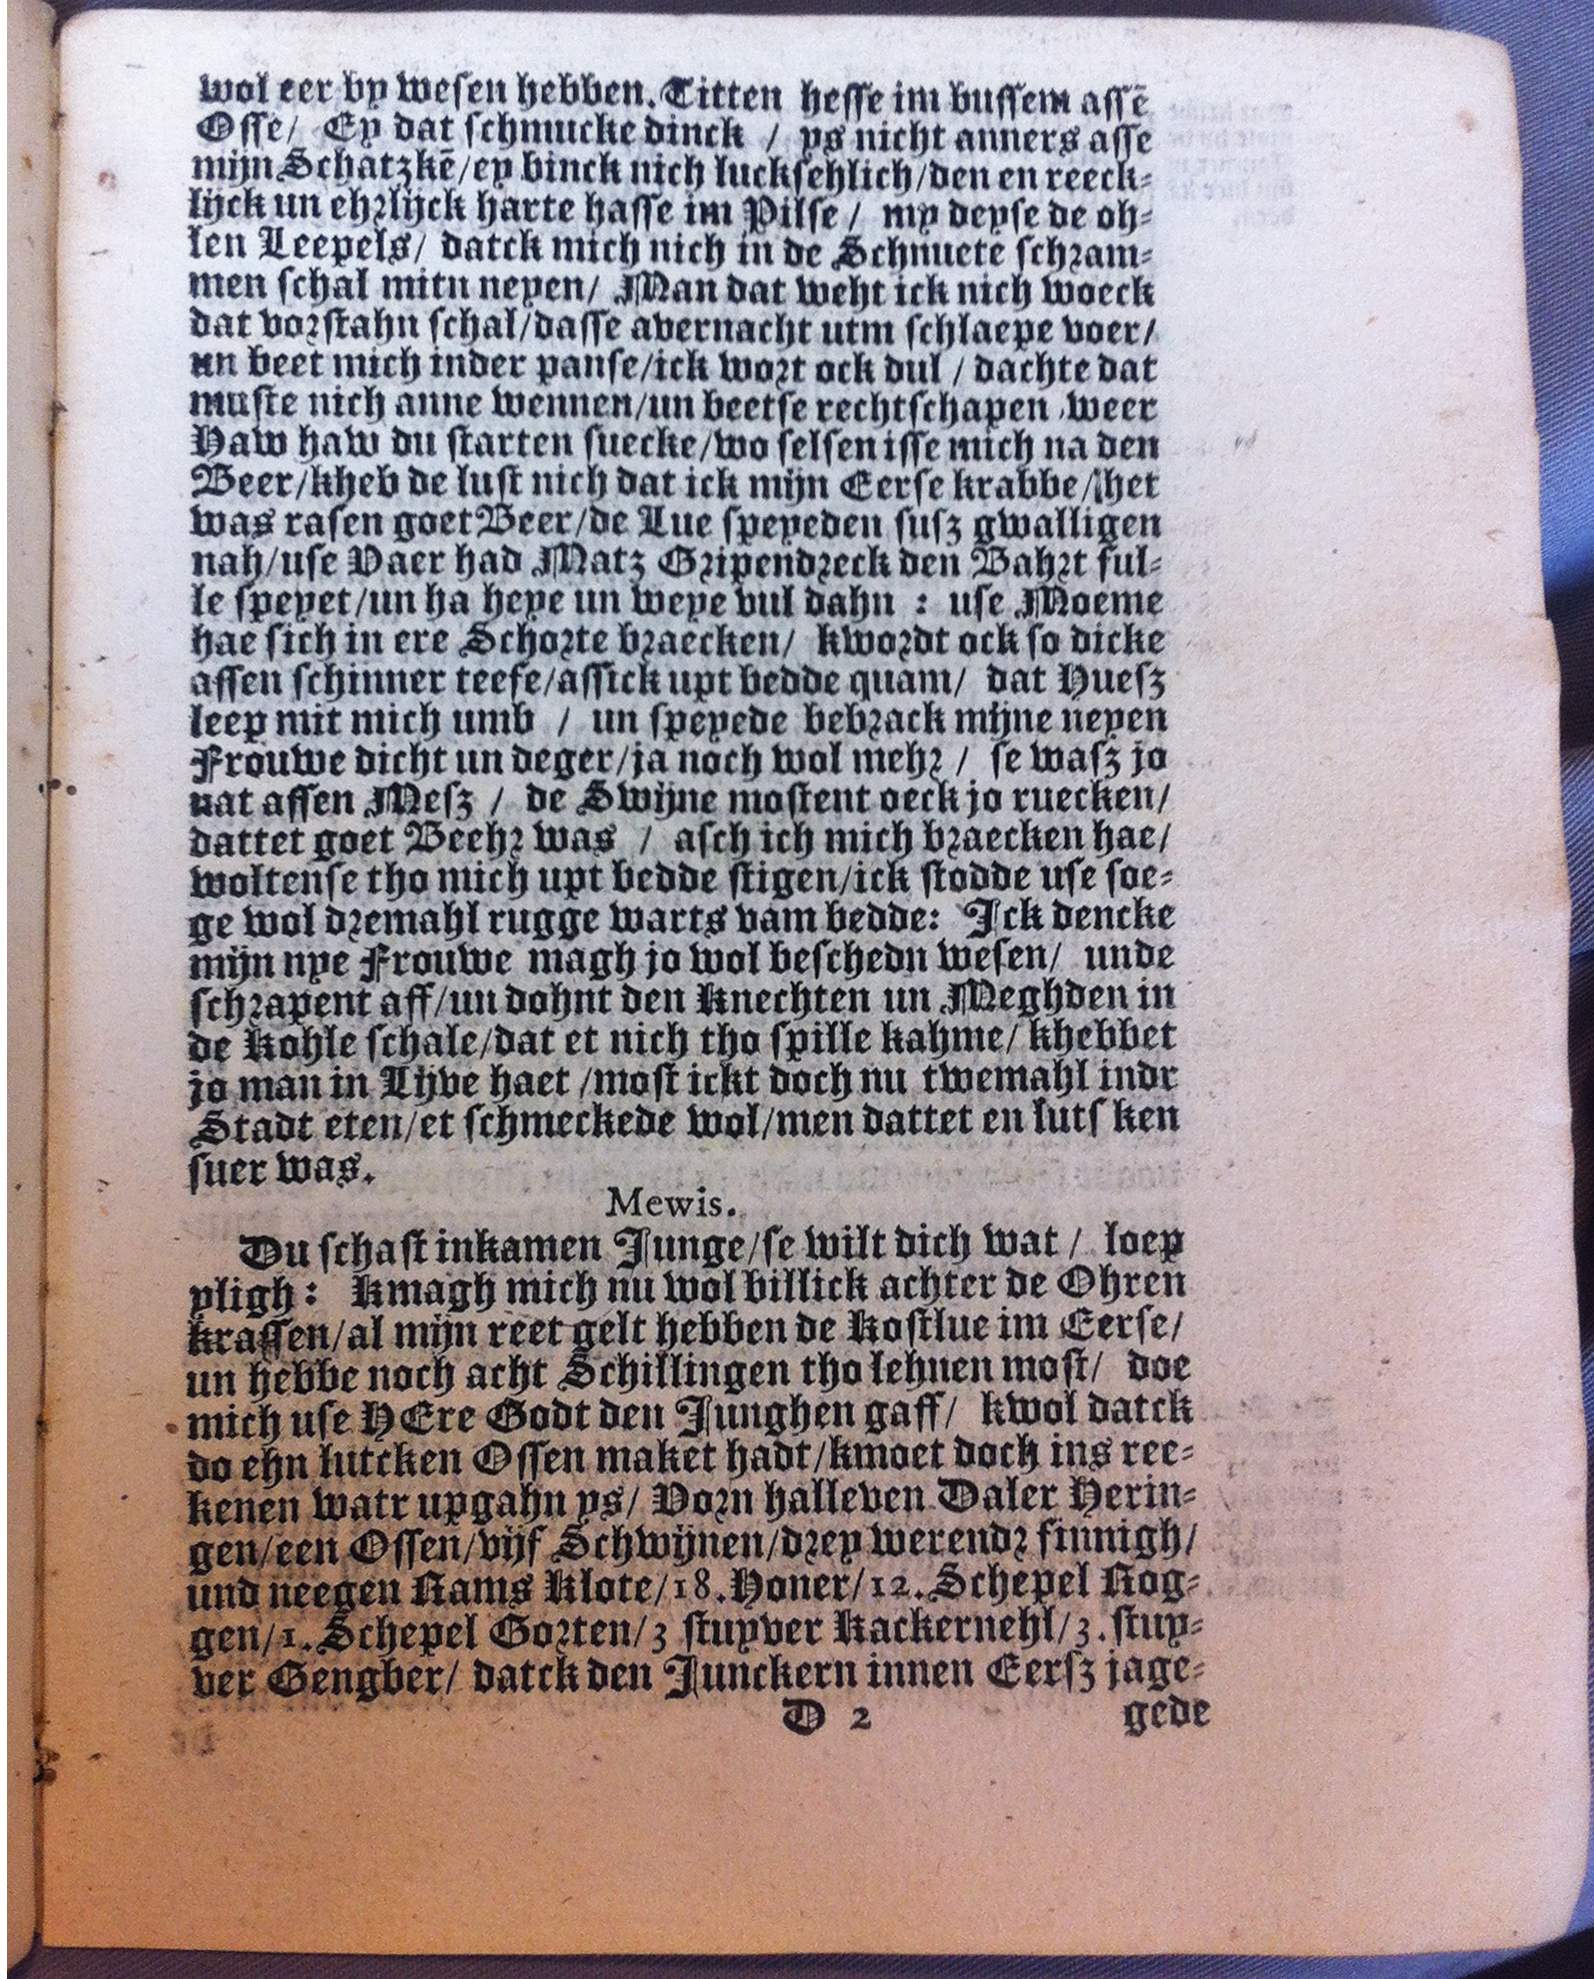 wol eer by wesen hebben. Titten hesse im bussem assē
Osse/ Ey dat schmucke dinck / ys nicht anners asse
mijn Schatzkē/ey binck nich lucksehlich/den en reeck-
lijck un ehrlijck harte hasse im Pilse / my deyse de oh-
len Leepels/ datck mich nich in de Schnuete schram-
men schal mitn neyen/ Man dat weht ick nich woeck
dat vorstahn schal/dasse avernacht utm schlaepe voer/
un beet mich inder panse/ick wort ock dul / dachte dat
muste nich anne wennen/un beetse rechtschapen weer
Haw haw du starten suecke/wo selsen isse mich na den
Beer/kheb de lust nich dat ick mijn Eerse krabbe/het
was rasen goet Beer/de Lue speyeden susz gwalligen
nah/use Vaer had Matz Gripendreck den Bahrt ful-
le speyet/un ha heye un weye vul dahn : use Moeme
hae sich in ere Schorte braecken/ kwordt ock so dicke
assen schinner teefe/assick upt bedde quam/ dat Huesz
leep mit mich umb / un speyede bebrack mijne neyen
Frouwe dicht un deger/ja noch wol mehr / se wasz jo
nat assen Mesz / de Swijne mostent oeck jo ruecken/
dattet goet Beehr was / asch ich mich braecken hae/
woltense tho mich upt bedde stigen/ick stodde use soe-
ge wol dremahl rugge warts vam bedde: Ick dencke
mijn nye Frouwe magh jo wol beschedn wesen/ unde
schrapent aff/un dohnt den Knechten un Meghden in
de Kohle schale/dat et nich tho spille kahme/ khebbet
jo man in Lijve haet /most ickt doch nu twemahl indr
Stadt eten/et schmeckede wol/men dattet en luts ken
suer was.
Mewis.
Du schast inkamen Junge/se wilt dich wat / loep
yligh : Kmagh mich nu wol billick achter de Ohren
krassen/al mijn reet gelt hebben de Kostlue im Eerse/
un hebbe noch acht Schillingen tho lehnen most/ doe
mich use HEre Godt den Junghen gaff/ kwol datck
do ehn lutcken Ossen maket hadt/kmoet doch ins ree-
kenen watr upgahn ys/ Vorn halleven Daler Herin-
gen/een Ossen/vijf Schwijnen/drey werendr finnigh/
und neegen Rams Klote/18. Honer/12. Schepel Rog-
gen/1. Schepel Gorten/3 stuyver Kackernehl/3. stuy-
ver Gengber/ datck den Junckern innen Eersz jage-
D 2 gede